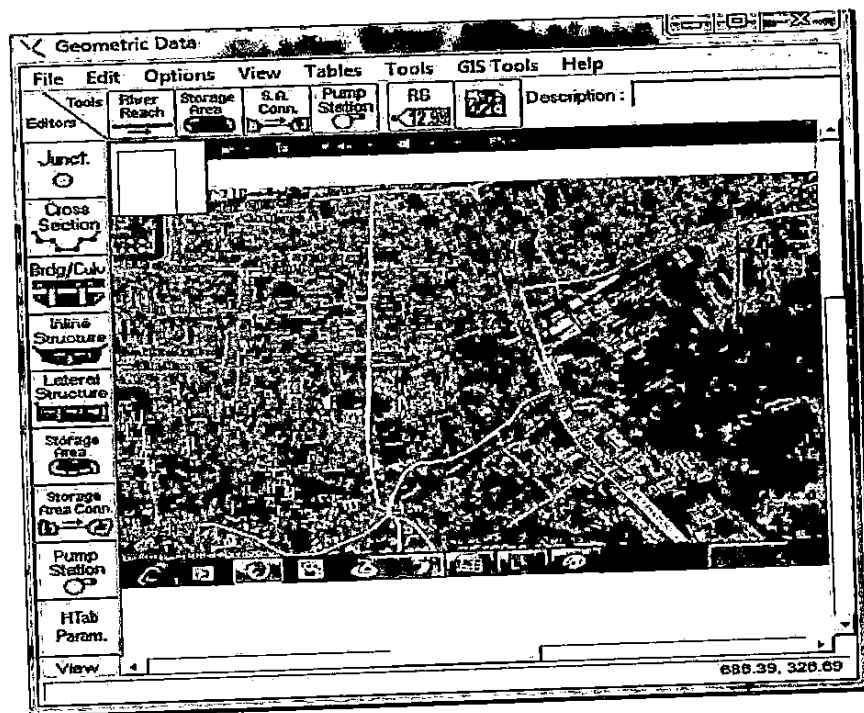 Geometric Data
File Edit Options View Tables Tools GIS Tools Help
Tools
Editors
River Reach
Storage Area
S.A. Conn.
Pump Station
RS
Description :
Junct.
Cross Section
Brdg/Culv
Inline Structure
Lateral Structure
Storage Area
Storage Area Conn.
Pump Station
HTab Param.
View
686.39, 326.69